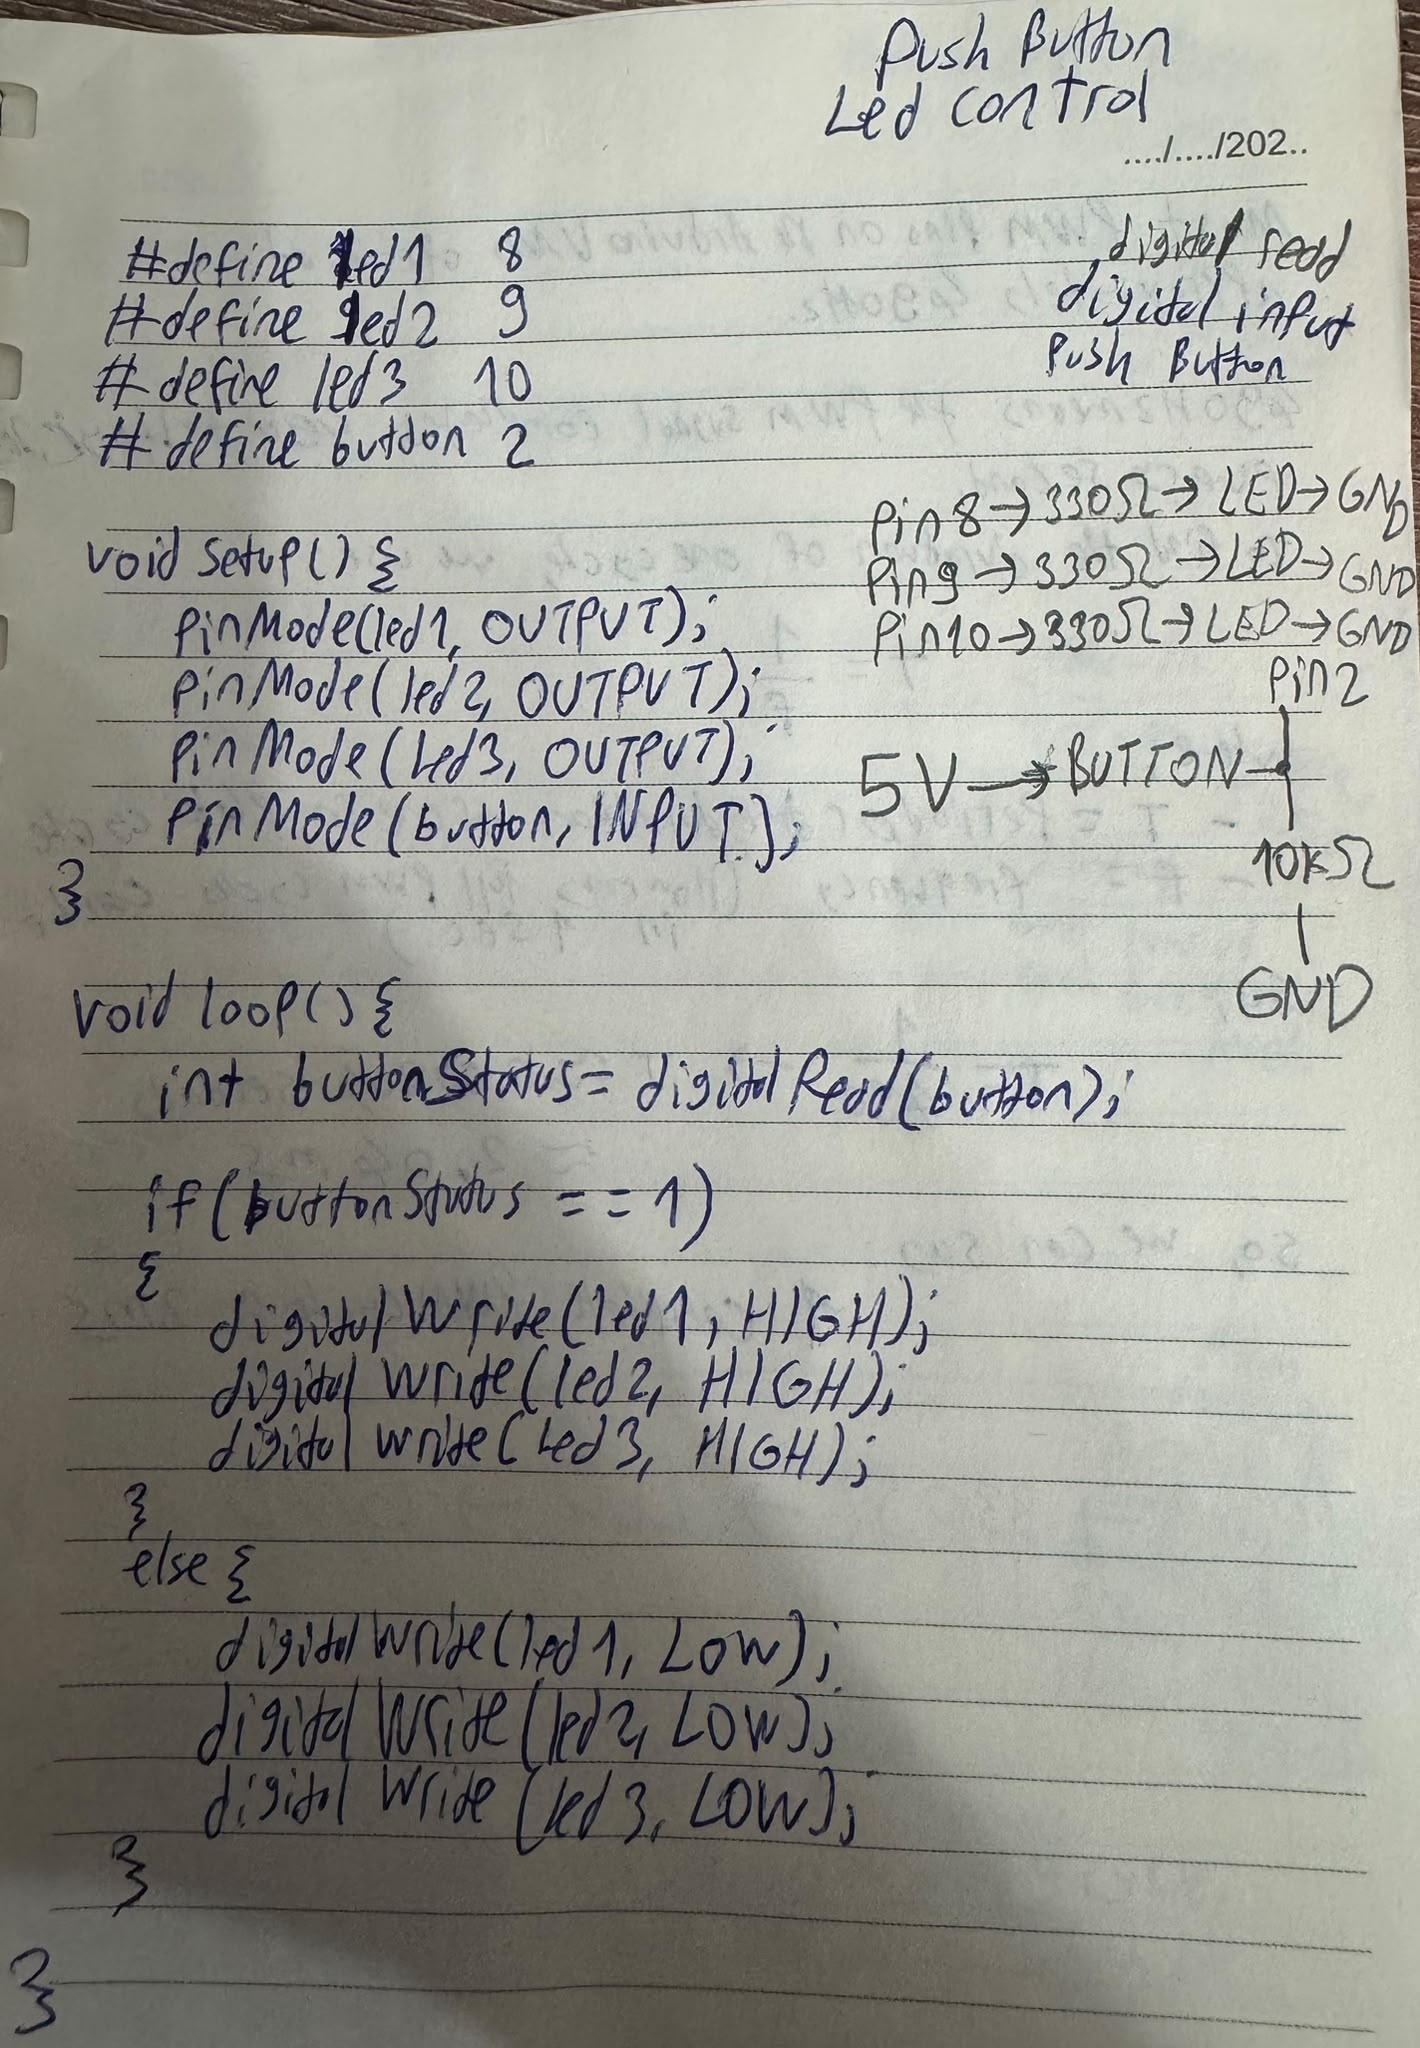 Push Button
Led Control
..../..../202..
#define led1 8
#define led2 9
#define led3 10
#define button 2
digital read
digital input
Push Button
Pin8→330Ω→LED→GND
Pin9→330Ω→LED→GND
Pin10→330Ω→LED→GND
Pin2
5V→BUTTON
10kΩ
GND
void setup() {
pinMode(led1, OUTPUT);
pinMode(led2, OUTPUT);
pinMode(led3, OUTPUT);
pinMode(button, INPUT);
}
void loop() {
int buttonStatus= digitalRead(button);
if(buttonStatus == 1)
{
digitalWrite(led1, HIGH);
digitalWrite(led2, HIGH);
digitalWrite(led3, HIGH);
}
else {
digitalWrite(led1, LOW);
digitalWrite(led2, LOW);
digitalWrite(led3, LOW);
}
}